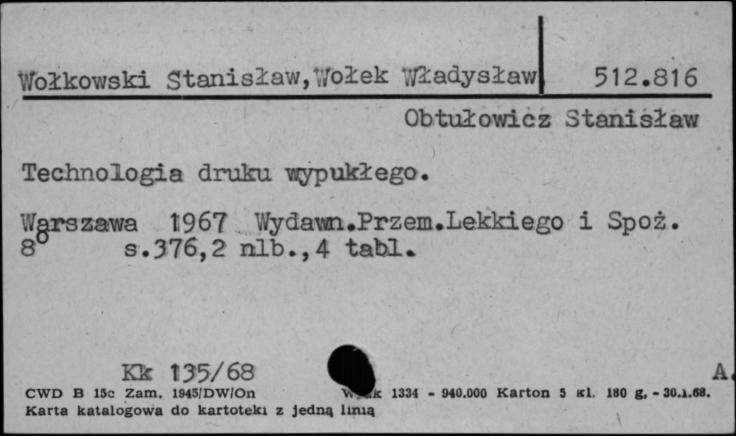 Wołkowski Stanisław,Wołek Władysław 512.816
Obtułowicz Stanisław
Technologia druku wypukłego.
Warszawa 1967 Wydawn.Przem.Lekkiego i Spoż.
8° s.376,2 nlb.,4 tabl.
Kk 135/68 A.
CWD B 15c Zam. 1945/DW/On 1334 - 940.000 Karton 5 kl. 180 g, - 30.1.68.
Karta katalogowa do kartoteki z jedną linią